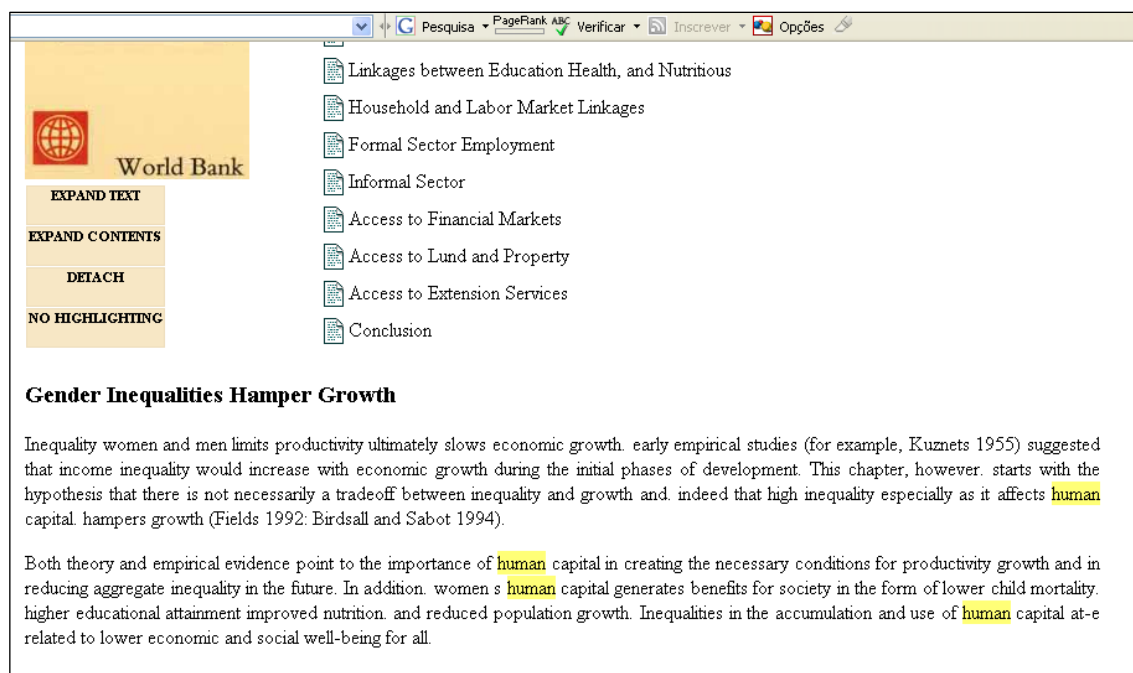 Pesquisa PageRank ABC Verificar Inscrever Opções
Linkages between Education Health, and Nutritious
Household and Labor Market Linkages
Formal Sector Employment
Informal Sector
Access to Financial Markets
Access to Lund and Property
Access to Extension Services
Conclusion
World Bank
EXPAND TEXT
EXPAND CONTENTS
DETACH
NO HIGHLIGHTING
Gender Inequalities Hamper Growth
Inequality women and men limits productivity ultimately slows economic growth. early empirical studies (for example, Kuznets 1955) suggested
that income inequality would increase with economic growth during the initial phases of development. This chapter, however. starts with the
hypothesis that there is not necessarily a tradeoff between inequality and growth and. indeed that high inequality especially as it affects human
capital. hampers growth (Fields 1992: Birdsall and Sabot 1994).
Both theory and empirical evidence point to the importance of human capital in creating the necessary conditions for productivity growth and in
reducing aggregate inequality in the future. In addition. women s human capital generates benefits for society in the form of lower child mortality.
higher educational attainment improved nutrition. and reduced population growth. Inequalities in the accumulation and use of human capital at-e
related to lower economic and social well-being for all.